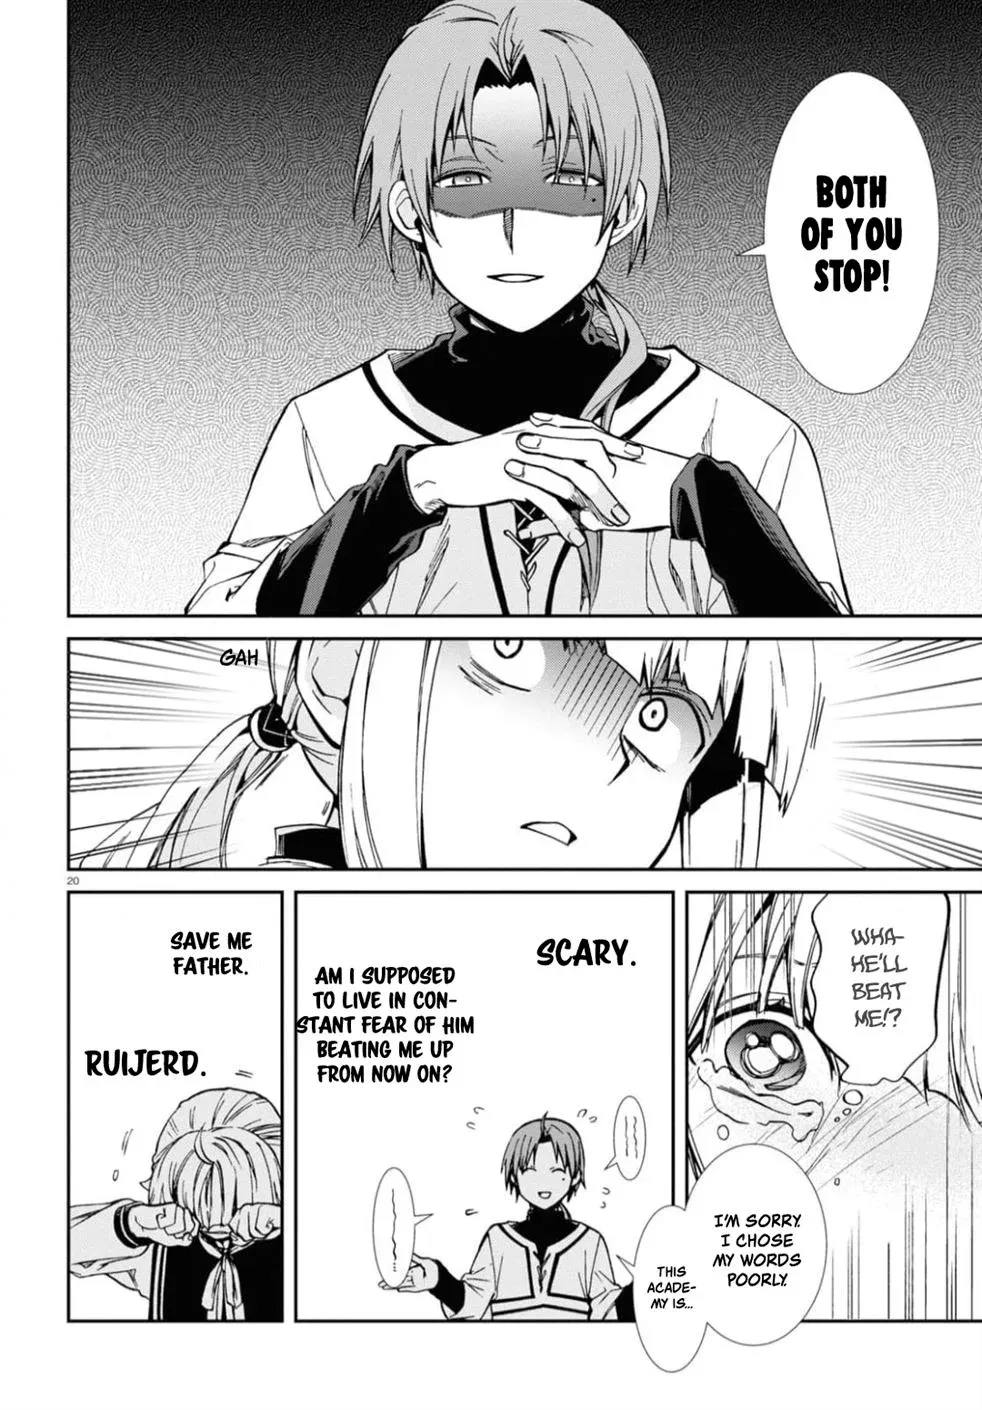 BOTH
OF YOU
STOP!
GAH
20
WHA-
HE'LL
BEAT
ME!?
I'M SORRY.
I CHOSE
MY WORDS
POORLY.
THIS
ACADE-
MY IS...
SCARY.
AM I SUPPOSED
TO LIVE IN CON-
STANT FEAR OF HIM
BEATING ME UP
FROM NOW ON?
SAVE ME
FATHER.
RUIJERD.